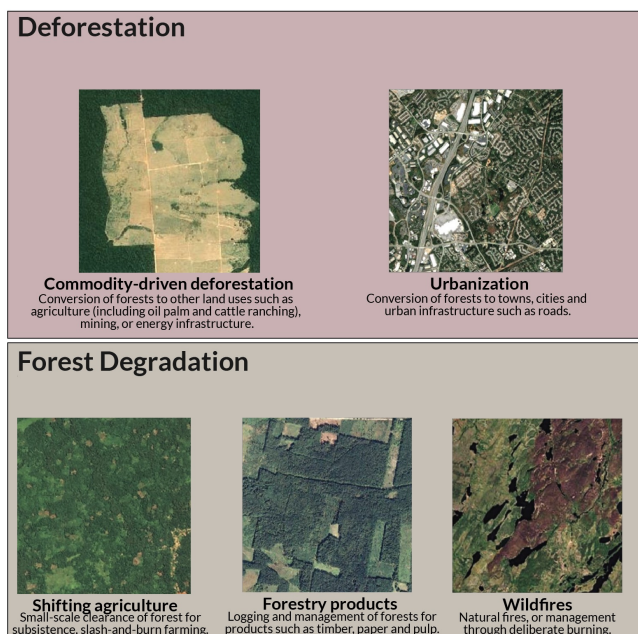 Deforestation
Commodity-driven deforestation
Conversion of forests to other land uses such as
agriculture (including oil palm and cattle ranching),
mining, or energy infrastructure.
Urbanization
Conversion of forests to towns, cities and
urban infrastructure such as roads.
Forest Degradation
Shifting agriculture
Small-scale clearance of forest for
subsistence, slash-and-burn farming.
Forestry products
Logging and management of forests for
products such as timber, paper and pulp.
Wildfires
Natural fires, or management
through deliberate burning.